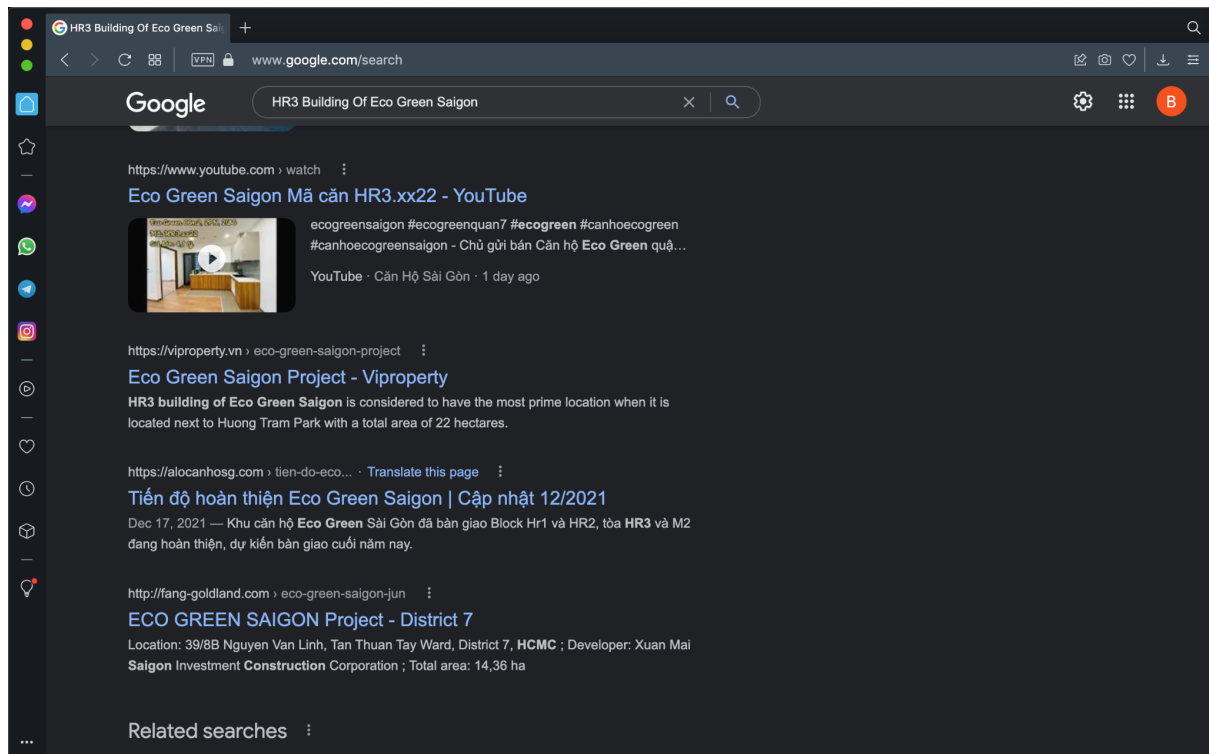 HR3 Building Of Eco Green Saig
VPN
www.google.com/search
Google
HR3 Building Of Eco Green Saigon
B
https://www.youtube.com › watch
Eco Green Saigon Mã căn HR3.xx22 - YouTube
ecogreensaigon #ecogreenquan7 #ecogreen #canhoecogreen
#canhoecogreensaigon - Chủ gửi bán Căn hộ Eco Green quậ…
YouTube · Căn Hộ Sài Gòn · 1 day ago
https://viproperty.vn › eco-green-saigon-project
Eco Green Saigon Project - Viproperty
HR3 building of Eco Green Saigon is considered to have the most prime location when it is
located next to Huong Tram Park with a total area of 22 hectares.
https://alocanhosg.com › tien-do-eco... · Translate this page
Tiến độ hoàn thiện Eco Green Saigon | Cập nhật 12/2021
Dec 17, 2021 — Khu căn hộ Eco Green Sài Gòn đã bàn giao Block Hr1 và HR2, tòa HR3 và M2
đang hoàn thiện, dự kiến bàn giao cuối năm nay.
http://fang-goldland.com › eco-green-saigon-jun
ECO GREEN SAIGON Project - District 7
Location: 39/8B Nguyen Van Linh, Tan Thuan Tay Ward, District 7, HCMC ; Developer: Xuan Mai
Saigon Investment Construction Corporation ; Total area: 14,36 ha
Related searches